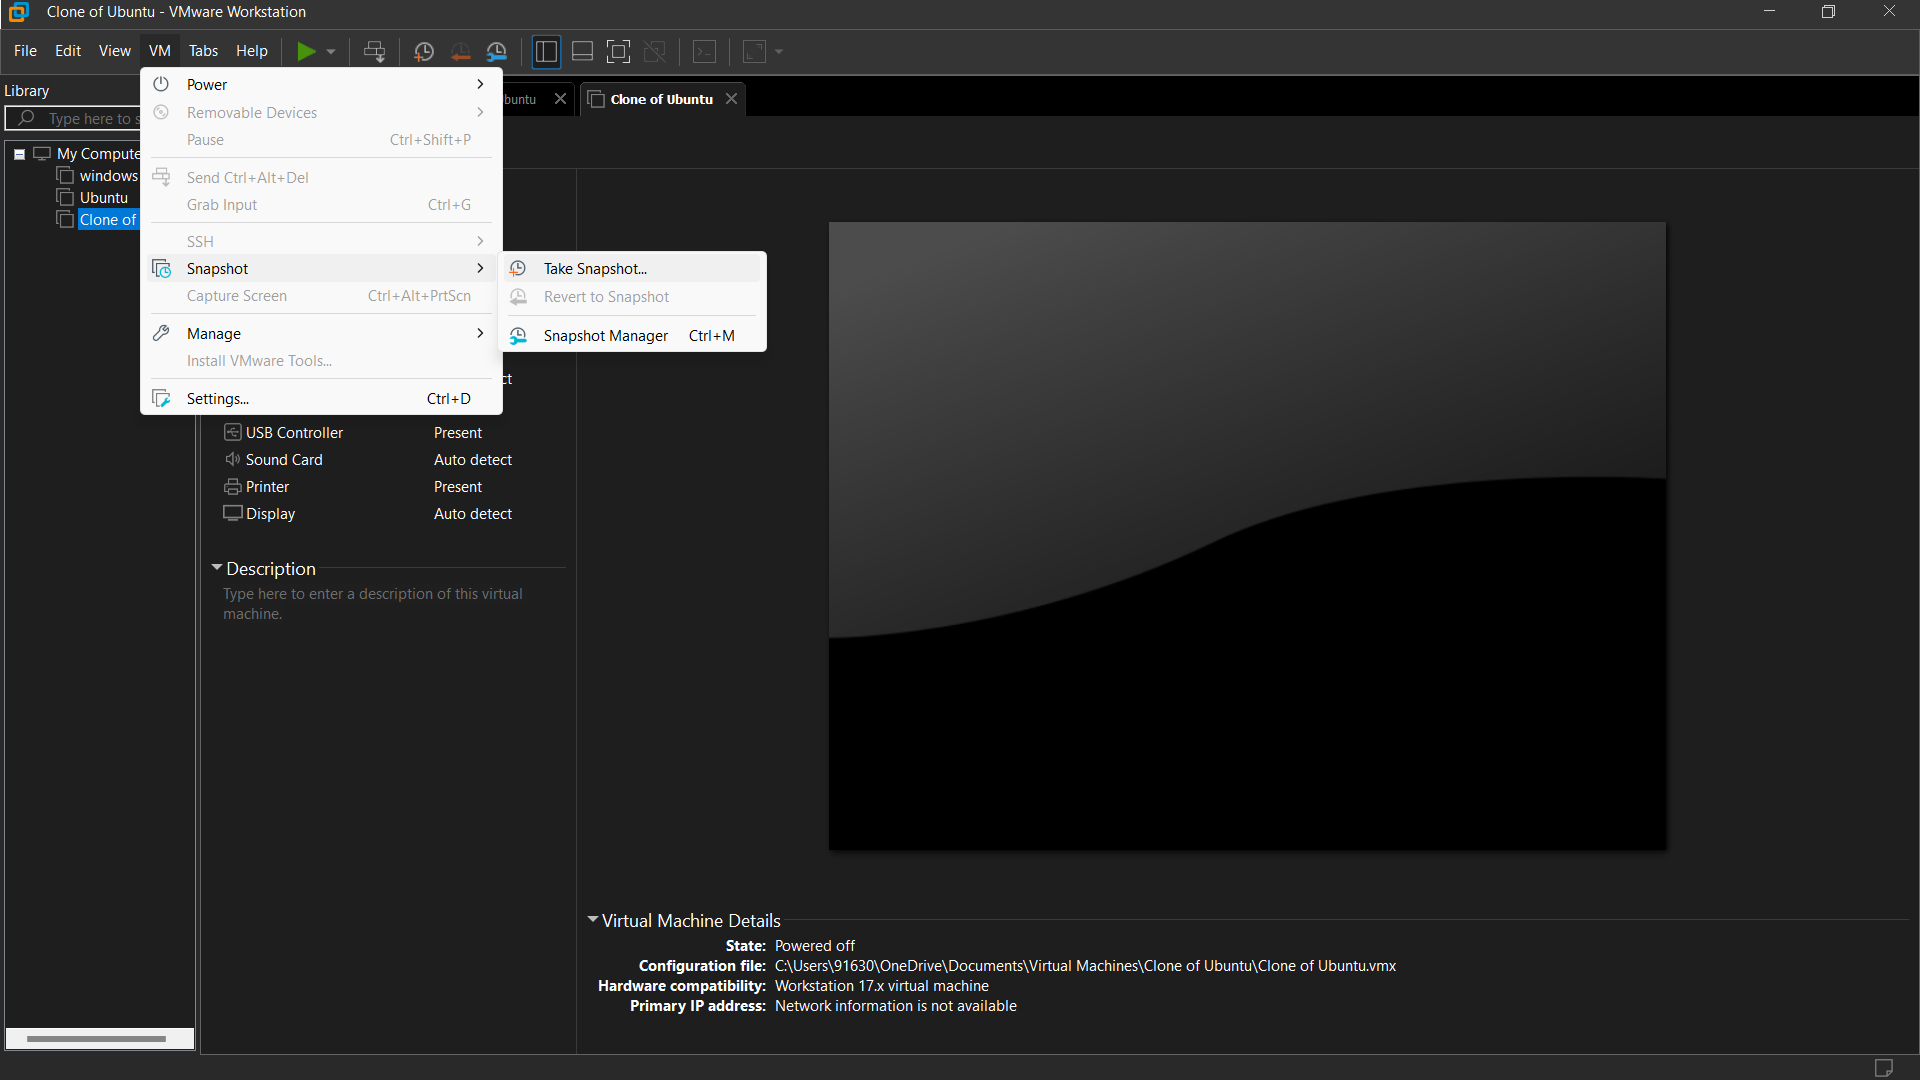 Clone of Ubuntu - VMware Workstation
File Edit View VM Tabs Help
Library
Type here to s
My Compute
windows
Ubuntu
Clone of
Power
Removable Devices
Pause Ctrl+Shift+P
Send Ctrl+Alt+Del
Grab Input Ctrl+G
SSH
Snapshot
Capture Screen Ctrl+Alt+PrtScn
Manage
Install VMware Tools...
Settings... Ctrl+D
Take Snapshot...
Revert to Snapshot
Snapshot Manager Ctrl+M
buntu
Clone of Ubuntu
ct
USB Controller Present
Sound Card Auto detect
Printer Present
Display Auto detect
Description
Type here to enter a description of this virtual
machine.
Virtual Machine Details
State: Powered off
Configuration file: C:\Users\91630\OneDrive\Documents\Virtual Machines\Clone of Ubuntu\Clone of Ubuntu.vmx
Hardware compatibility: Workstation 17.x virtual machine
Primary IP address: Network information is not available